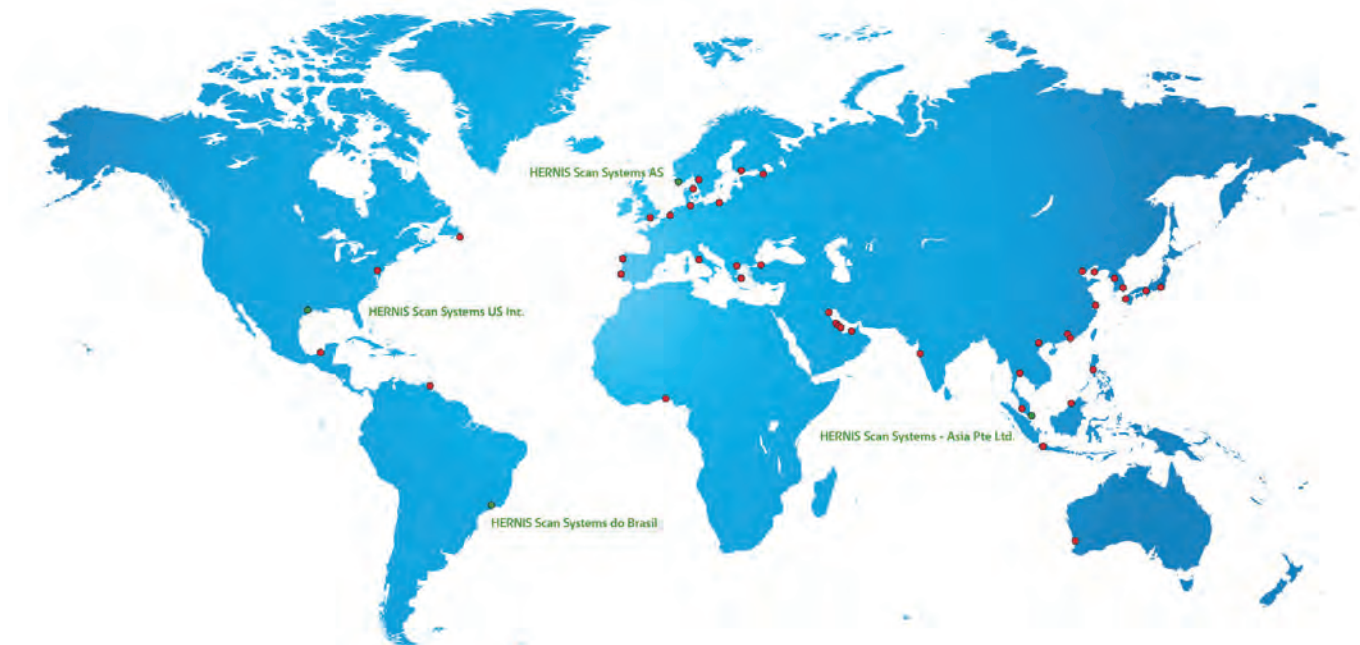 HERNIS Scan Systems AS
HERNIS Scan Systems US Inc.
HERNIS Scan Systems - Asia Pte Ltd.
HERNIS Scan Systems do Brasil